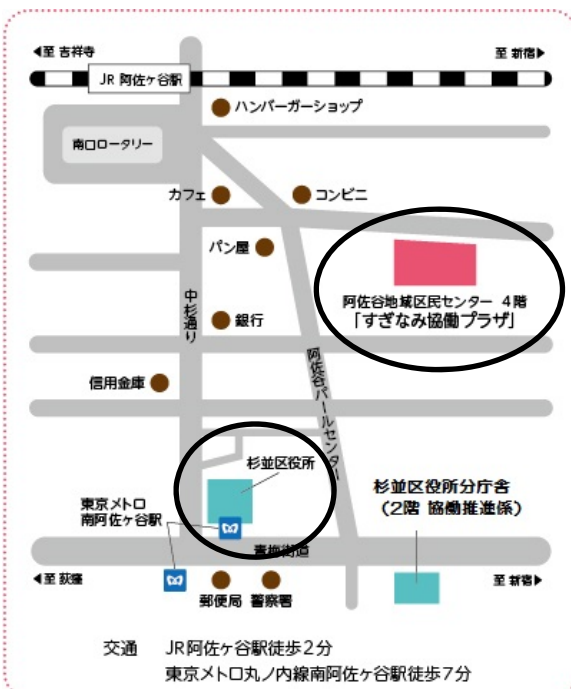 ◀至 吉祥寺
至 新宿▶
JR 阿佐ケ谷駅
ハンバーガーショップ
南口ロータリー
カフェ
コンビニ
パン屋
中杉通り
銀行
阿佐谷地域区民センター 4階
「すぎなみ協働プラザ」
阿佐谷パールセンター
信用金庫
杉並区役所
杉並区役所分庁舎
(2階 協働推進係)
東京メトロ
南阿佐ケ谷駅
青梅街道
◀至 荻窪
郵便局
警察署
至 新宿▶
交通 JR阿佐ケ谷駅徒歩2分
東京メトロ丸ノ内線南阿佐ケ谷駅徒歩7分